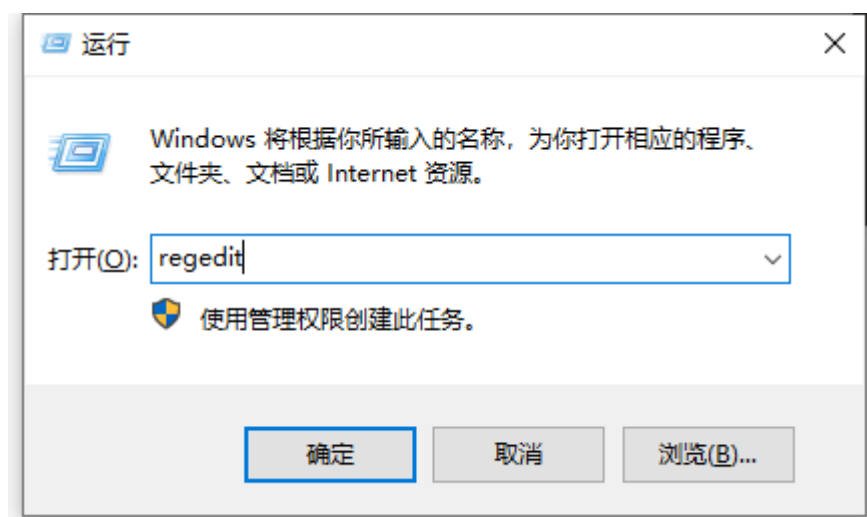 运行
Windows 将根据你所输入的名称，为你打开相应的程序、
文件夹、文档或 Internet 资源。
打开(O): regedit
使用管理权限创建此任务。
确定 取消 浏览(B)...